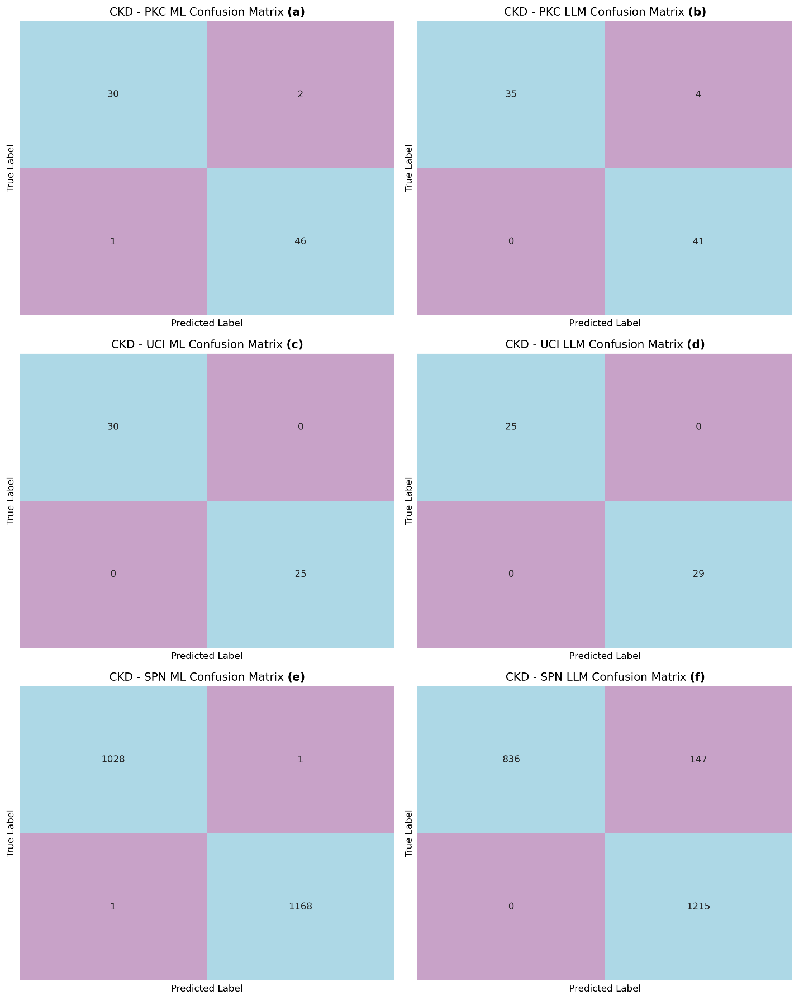 CKD - PKC ML Confusion Matrix (a)
True Label
30
2
1
46
Predicted Label
CKD - PKC LLM Confusion Matrix (b)
True Label
35
4
0
41
Predicted Label
CKD - UCI ML Confusion Matrix (c)
True Label
30
0
0
25
Predicted Label
CKD - UCI LLM Confusion Matrix (d)
True Label
25
0
0
29
Predicted Label
CKD - SPN ML Confusion Matrix (e)
True Label
1028
1
1
1168
Predicted Label
CKD - SPN LLM Confusion Matrix (f)
True Label
836
147
0
1215
Predicted Label